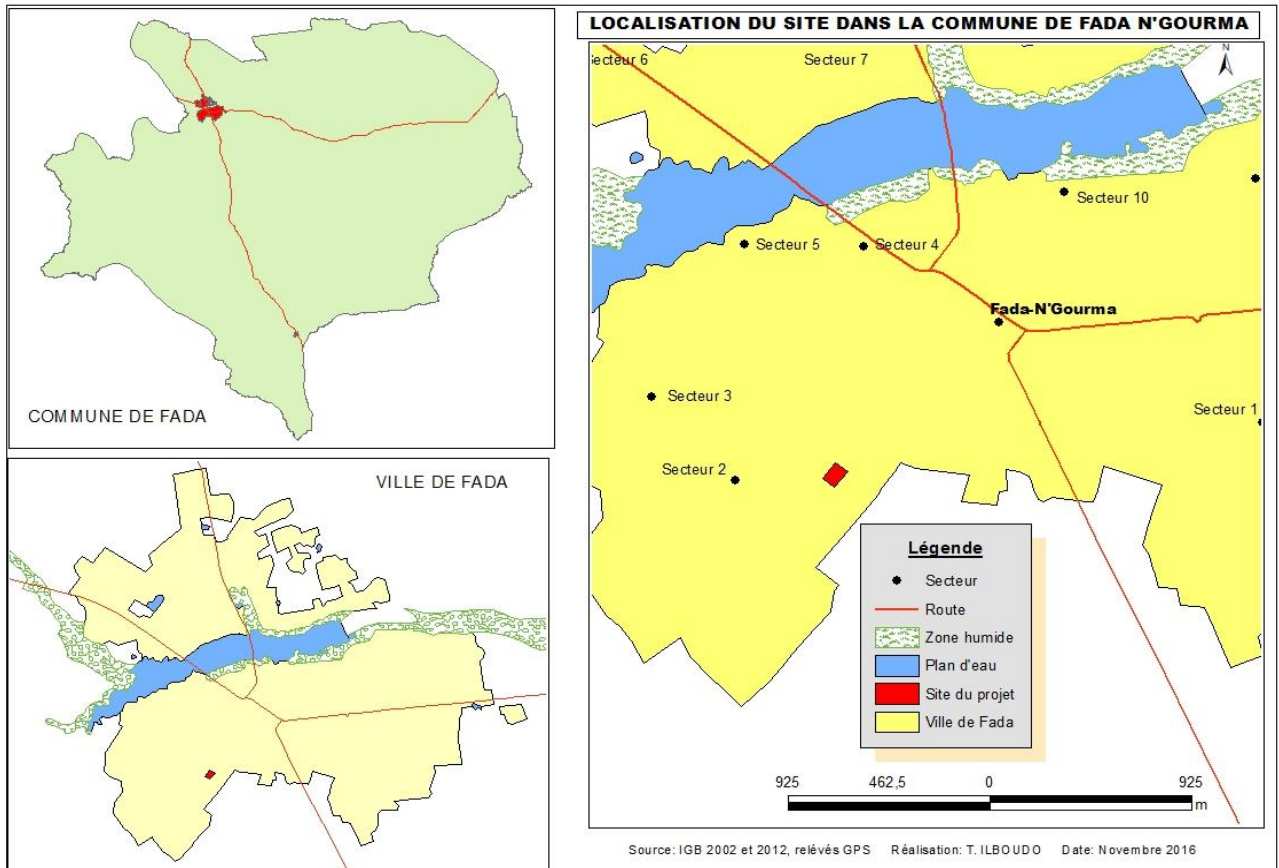 COMMUNE DE FADA
VILLE DE FADA
LOCALISATION DU SITE DANS LA COMMUNE DE FADA N'GOURMA
N
Secteur 7
Secteur 10
Secteur 5
Secteur 4
Fada-N'Gourma
Secteur 3
Secteur 1
Secteur 2
Légende
Secteur
Route
Zone humide
Plan d'eau
Site du projet
Ville de Fada
925 462,5 0 925
m
Source: IGB 2002 et 2012, relévés GPS Réalisation: T. ILBOUDO Date: Novembre 2016